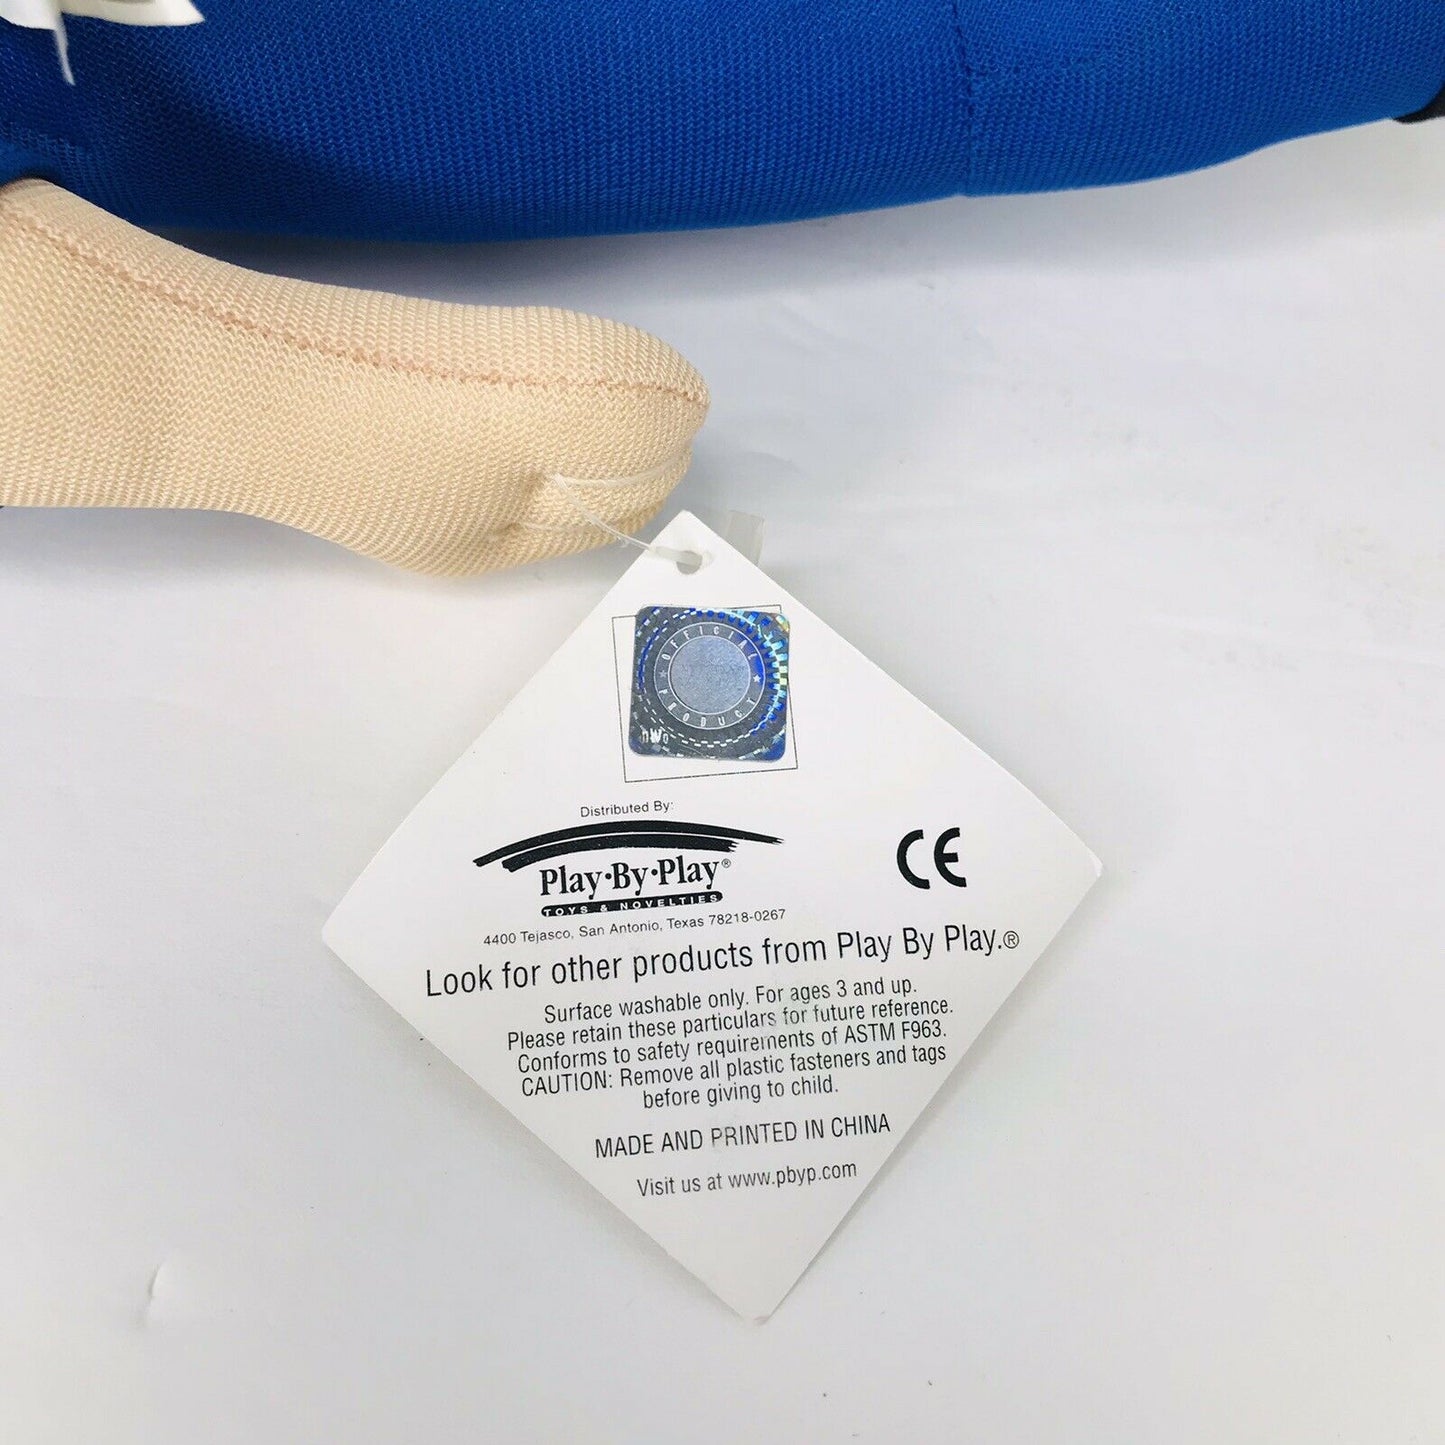 OFFICIAL
PRODUCT
nWo
Distributed By:
Play·By·Play®
TOYS & NOVELTIES
4400 Tejasco, San Antonio, Texas 78218-0267
CE
Look for other products from Play By Play.®
Surface washable only. For ages 3 and up.
Please retain these particulars for future reference.
Conforms to safety requirements of ASTM F963.
CAUTION: Remove all plastic fasteners and tags
before giving to child.
MADE AND PRINTED IN CHINA
Visit us at www.pbyp.com